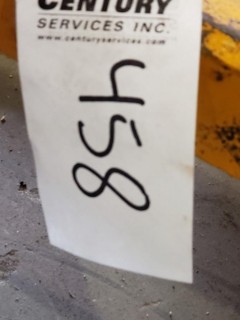 CENTURY
SERVICES INC.
www.centuryservices.com
458